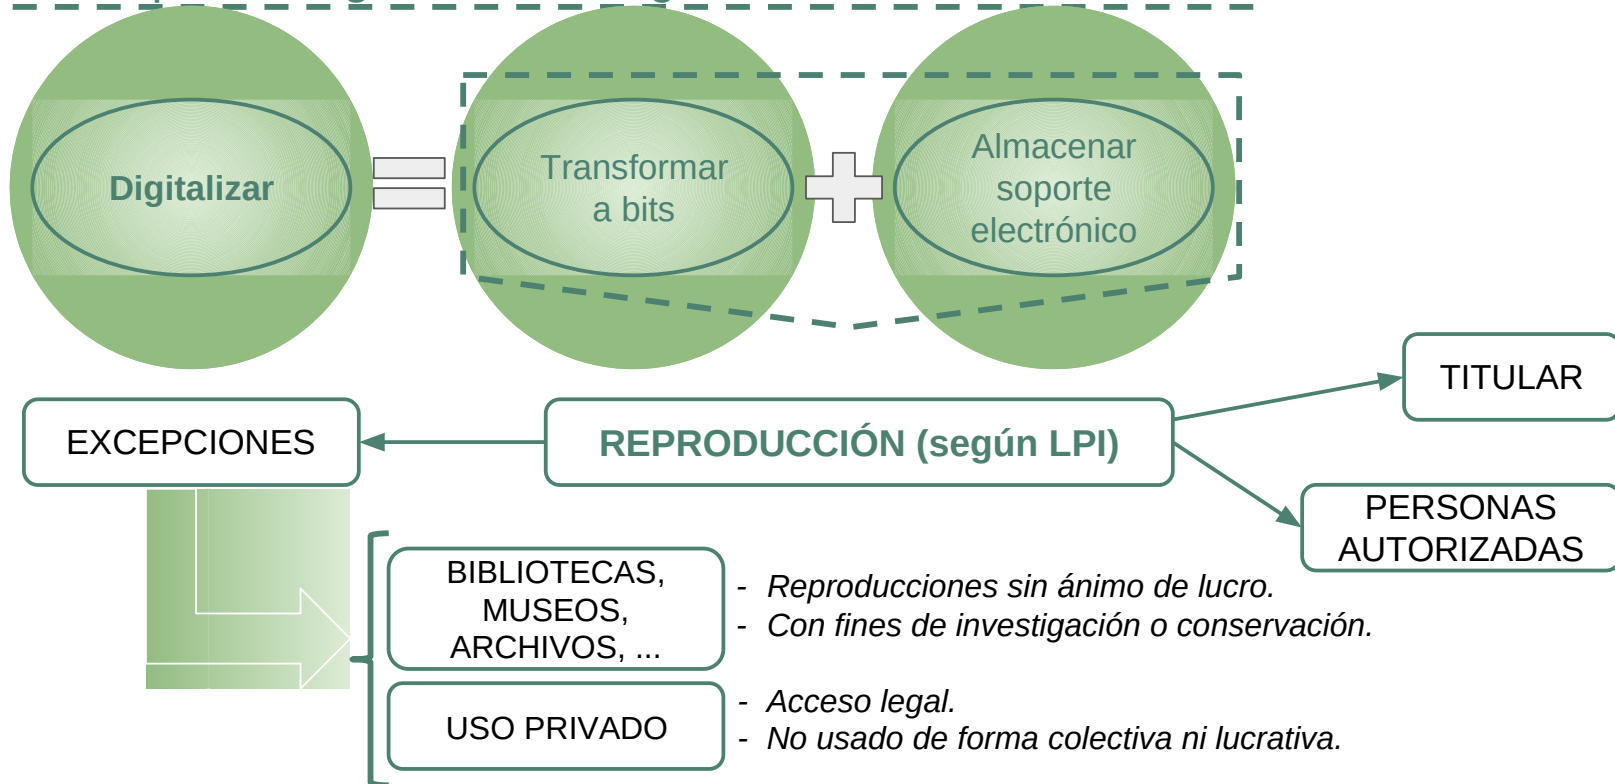 Digitalizar
Transformar
a bits
Almacenar
soporte
electrónico
TITULAR
EXCEPCIONES
REPRODUCCIÓN (según LPI)
PERSONAS
AUTORIZADAS
BIBLIOTECAS,
MUSEOS,
ARCHIVOS, ...
- Reproducciones sin ánimo de lucro.
- Con fines de investigación o conservación.
USO PRIVADO
- Acceso legal.
- No usado de forma colectiva ni lucrativa.